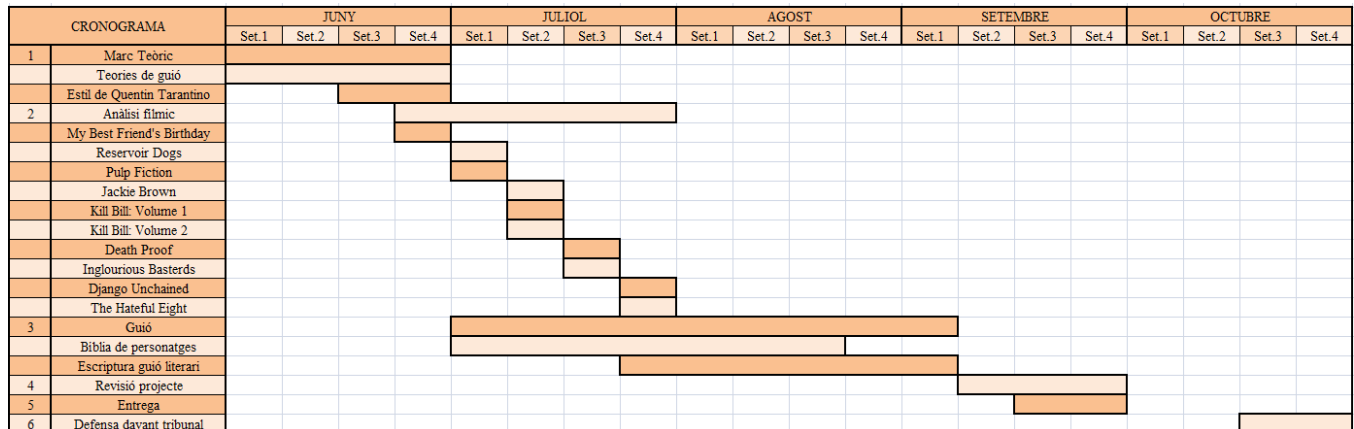 CRONOGRAMA JUNY JULIOL AGOST SETEMBRE OCTUBRE
Set.1 Set.2 Set.3 Set.4 Set.1 Set.2 Set.3 Set.4 Set.1 Set.2 Set.3 Set.4 Set.1 Set.2 Set.3 Set.4 Set.1 Set.2 Set.3 Set.4
1 Marc Teòric
Teories de guió
Estil de Quentin Tarantino
2 Anàlisi fílmic
My Best Friend's Birthday
Reservoir Dogs
Pulp Fiction
Jackie Brown
Kill Bill: Volume 1
Kill Bill: Volume 2
Death Proof
Inglourious Basterds
Django Unchained
The Hateful Eight
3 Guió
Bíblia de personatges
Escriptura guió literari
4 Revisió projecte
5 Entrega
6 Defensa davant tribunal